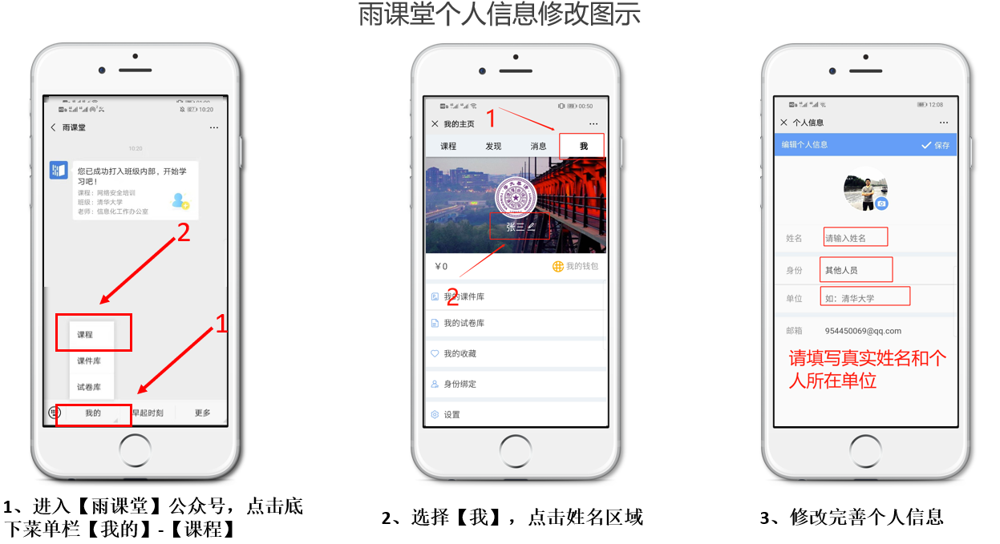 雨课堂个人信息修改图示
10:20
雨课堂
10:20
您已成功打入班级内部，开始学
习吧！
课程：网络安全培训
班级：清华大学
老师：信息化工作办公室
2
1
课程
课件库
试卷库
我的
早起时刻
更多
1、进入【雨课堂】公众号，点击底
下菜单栏【我的】-【课程】
00:50
我的主页
1
课程
发现
消息
我
张三
¥0
我的钱包
2
我的课件库
我的试卷库
我的收藏
身份绑定
设置
2、选择【我】，点击姓名区域
12:08
个人信息
编辑个人信息
保存
姓名
请输入姓名
身份
其他人员
单位
如：清华大学
邮箱
954450069@qq.com
请填写真实姓名和个
人所在单位
3、修改完善个人信息